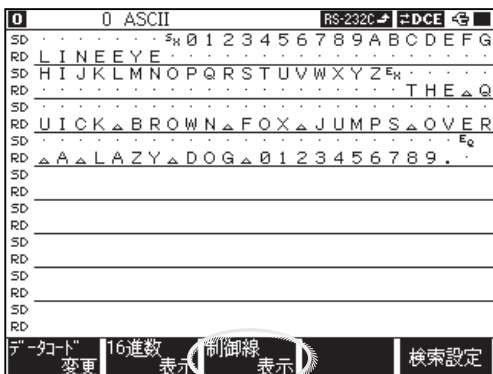 0 0 ASCII RS-232C DCE
SD · · · · · · · · SX 0 1 2 3 4 5 6 7 8 9 A B C D E F G
RD L I N E E Y E · · · · · · · · · · · · · · · · · ·
SD H I J K L M N O P Q R S T U V W X Y Z EX · · · · · ·
RD · · · · · · · · · · · · · · · · · · · · · T H E △ Q
SD · · · · · · · · · · · · · · · · · · · · · · · · · ·
RD U I C K △ B R O W N △ F O X △ J U M P S △ O V E R
SD · · · · · · · · · · · · · · · · · · · · · · · · EQ
RD △ A △ L A Z Y △ D O G △ 0 1 2 3 4 5 6 7 8 9 . ·
SD
RD
SD
RD
SD
RD
SD
RD
SD
RD
データコード変更 16進数表示 制御線表示 検索設定